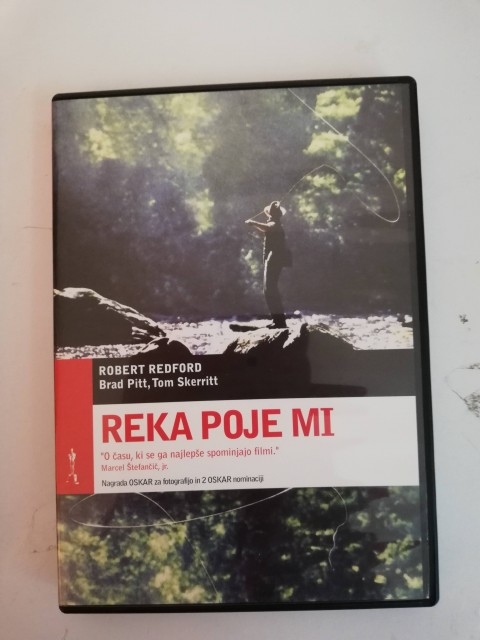 ROBERT REDFORD
Brad Pitt, Tom Skerritt
REKA POJE MI
"O času, ki se ga najlepše spominjajo filmi."
Marcel Štefančič, jr.
Nagrada OSKAR za fotografijo in 2 OSKAR nominaciji